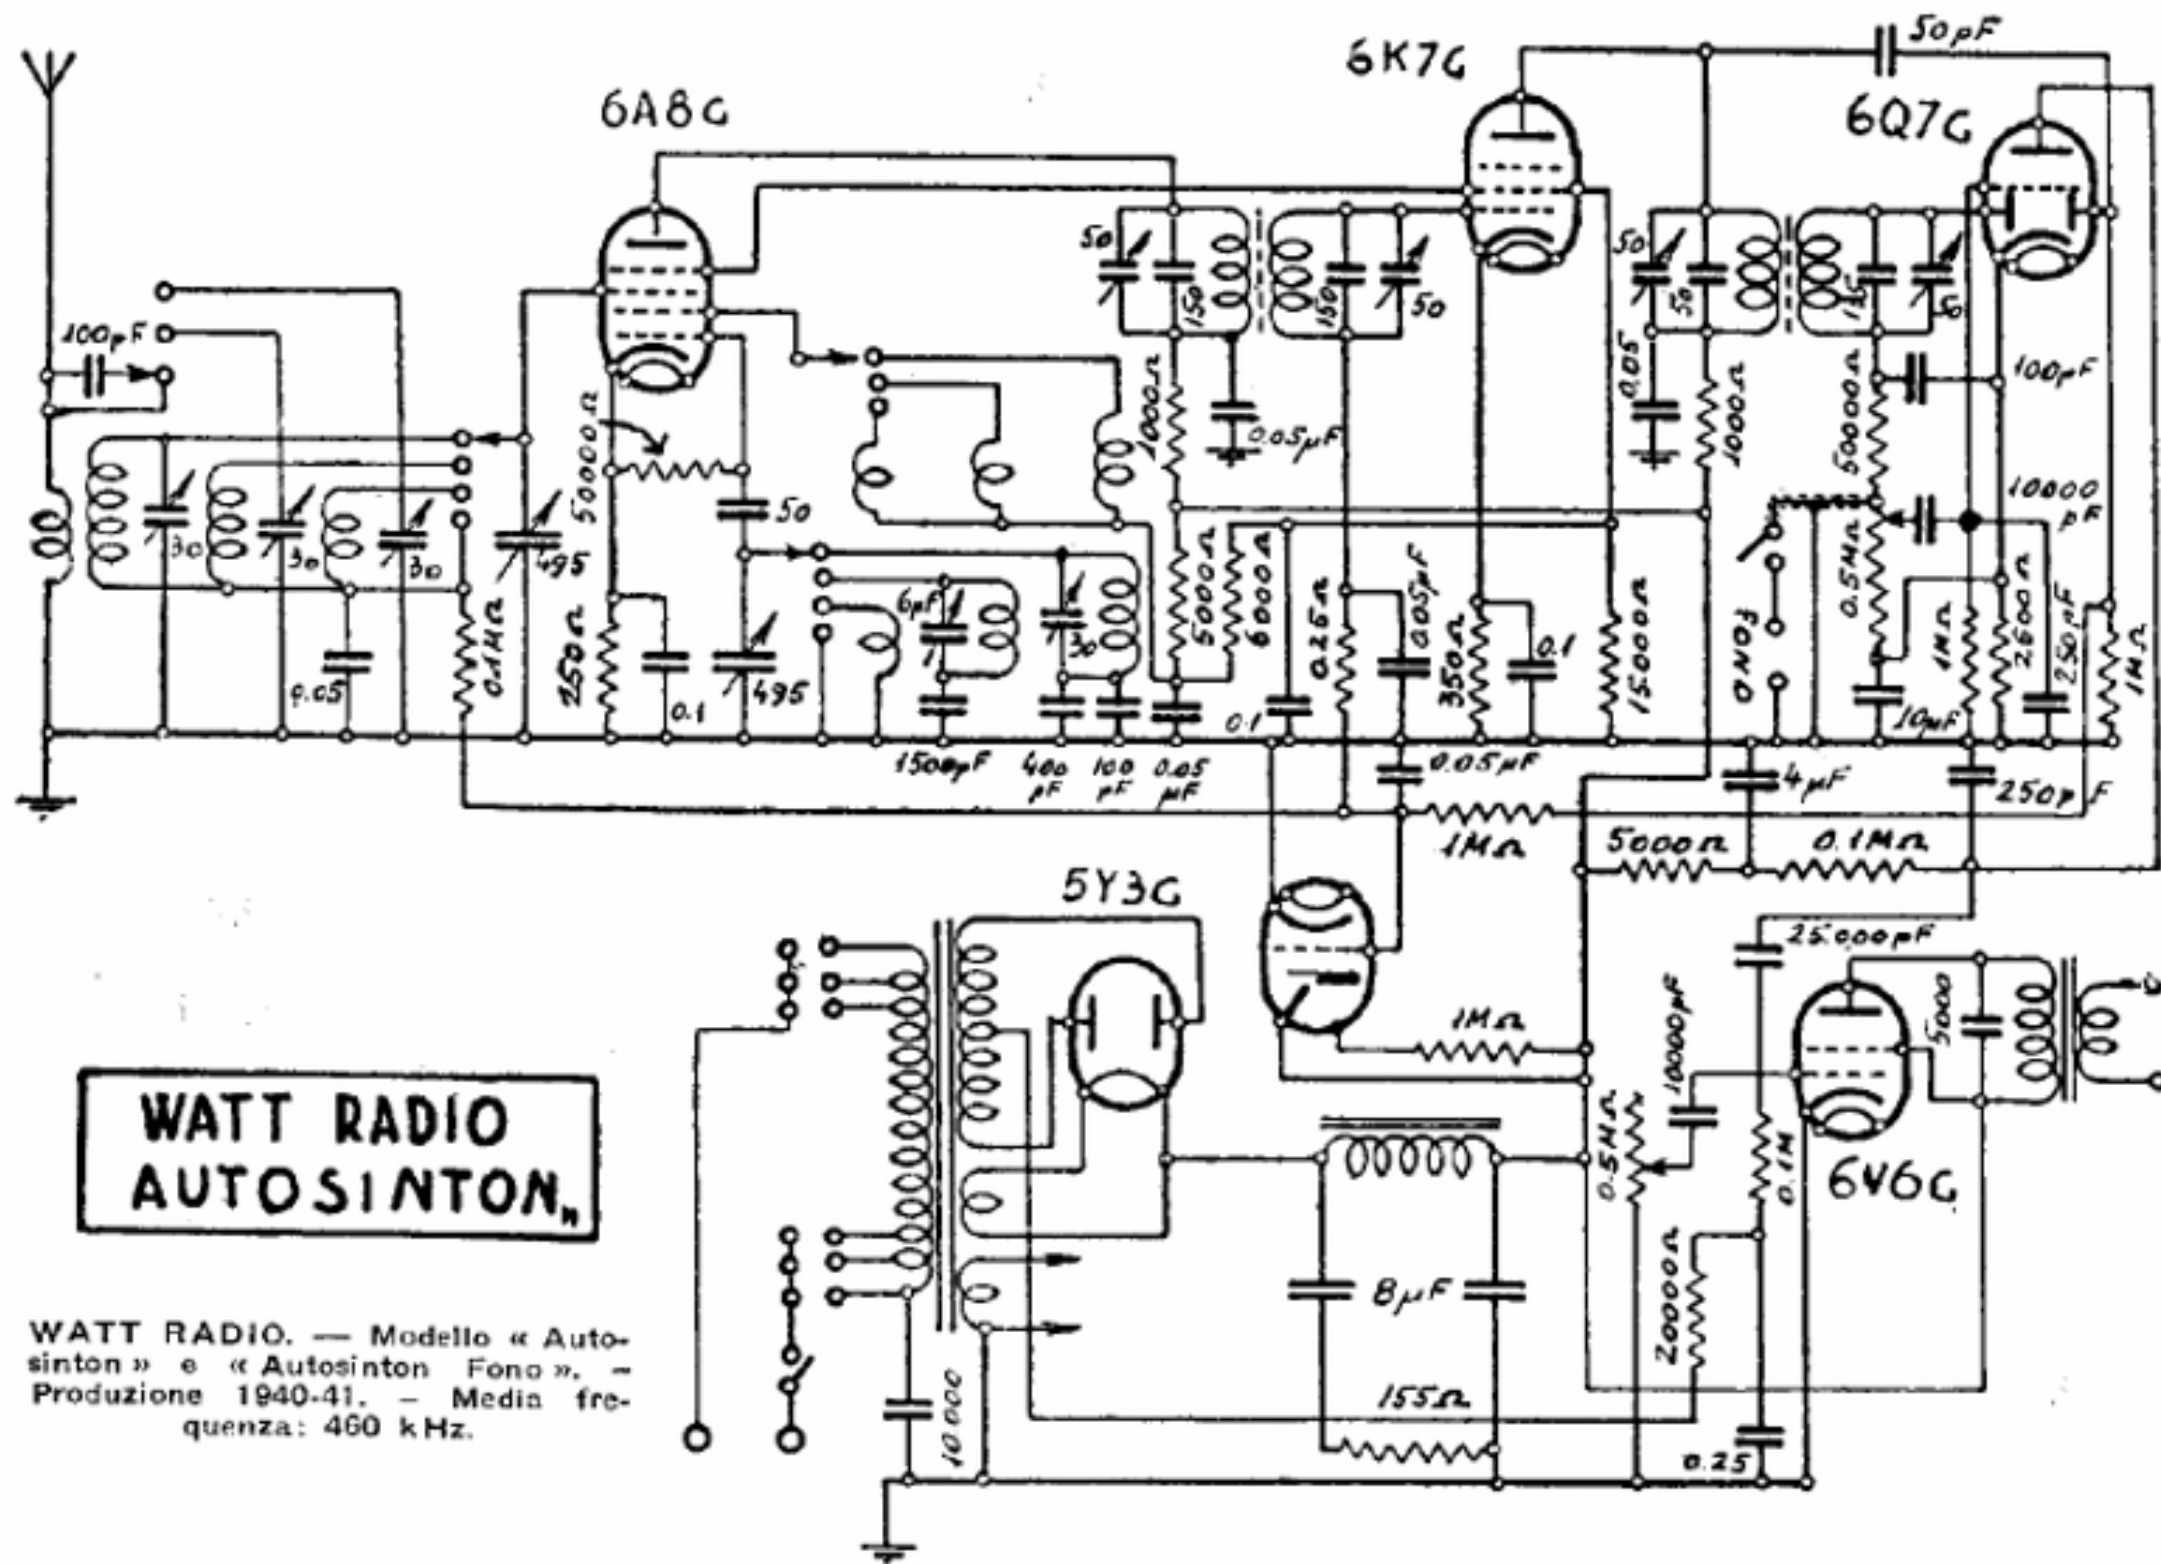 50pF
6K7G
6A8G
6Q7G
100pF
50
150
150
50
50
50
50
0.05
100pF
50000Ω
1000Ω
0.05µF
1000Ω
50000Ω
30
30
30
495
50
10000
pF
0.05
0.1MΩ
250Ω
0.1
495
6µF
30
5000Ω
6000Ω
0.25Ω
0.05µF
350Ω
0.1
15000Ω
FONO
0.5MΩ
10µF
1MΩ
250pF
1MΩ
1500pF
400
pF
100
pF
0.05
µF
0.1
0.05µF
4µF
250pF
1MΩ
5000Ω
0.1MΩ
5Y3G
25.000pF
1MΩ
10000pF
5000
0.5MΩ
0.1M
6V6G
WATT RADIO
AUTOSINTON„
8µF
20000Ω
155Ω
10.000
0.25
WATT RADIO. — Modello « Auto-
sinton » e « Autosinton Fono ». –
Produzione 1940-41. – Media fre-
quenza: 460 kHz.